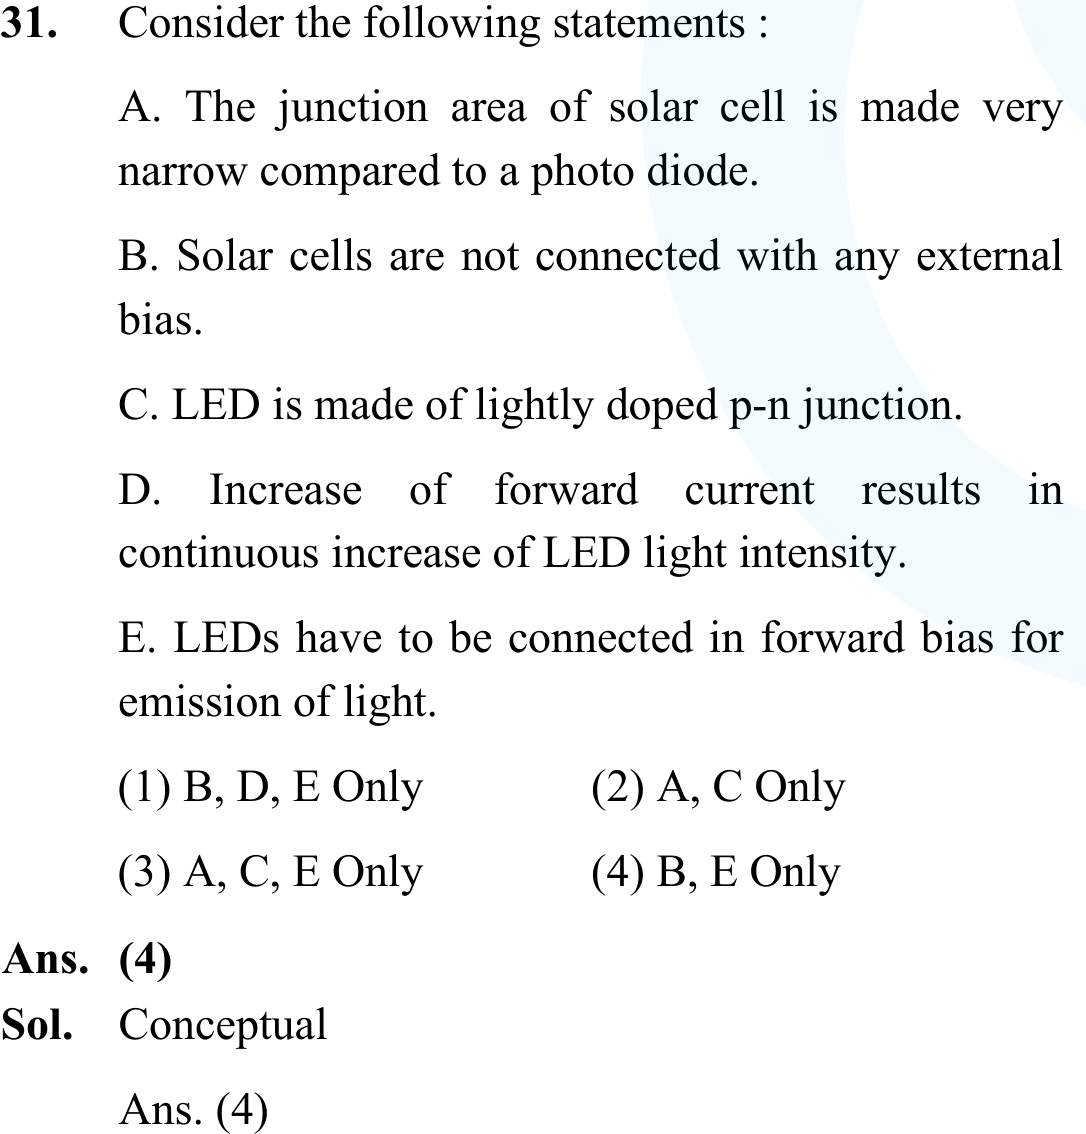 31. Consider the following statements :
A. The junction area of solar cell is made very
narrow compared to a photo diode.
B. Solar cells are not connected with any external
bias.
C. LED is made of lightly doped p-n junction.
D. Increase of forward current results in
continuous increase of LED light intensity.
E. LEDs have to be connected in forward bias for
emission of light.
(1) B, D, E Only (2) A, C Only
(3) A, C, E Only (4) B, E Only
Ans. (4)
Sol. Conceptual
Ans. (4)